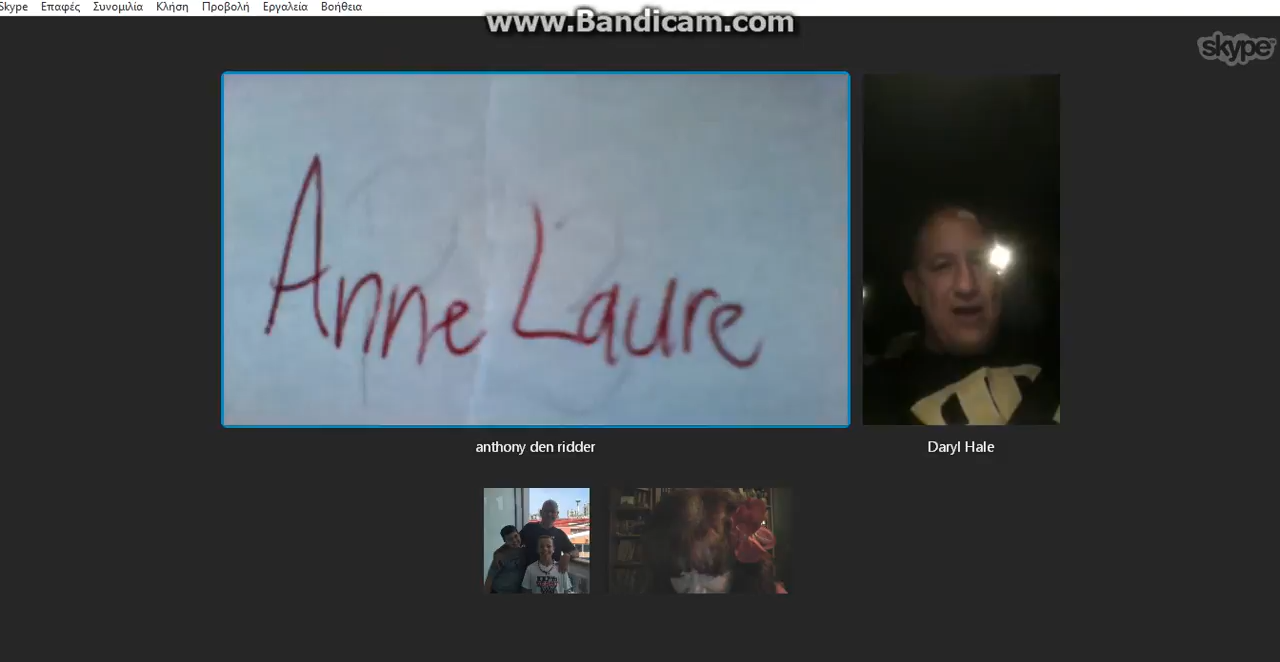 Skype Επαφές Συνομιλία Κλήση Προβολή Εργαλεία Βοήθεια
www.Bandicam.com
skype
Anne Laure
anthony den ridder
Daryl Hale